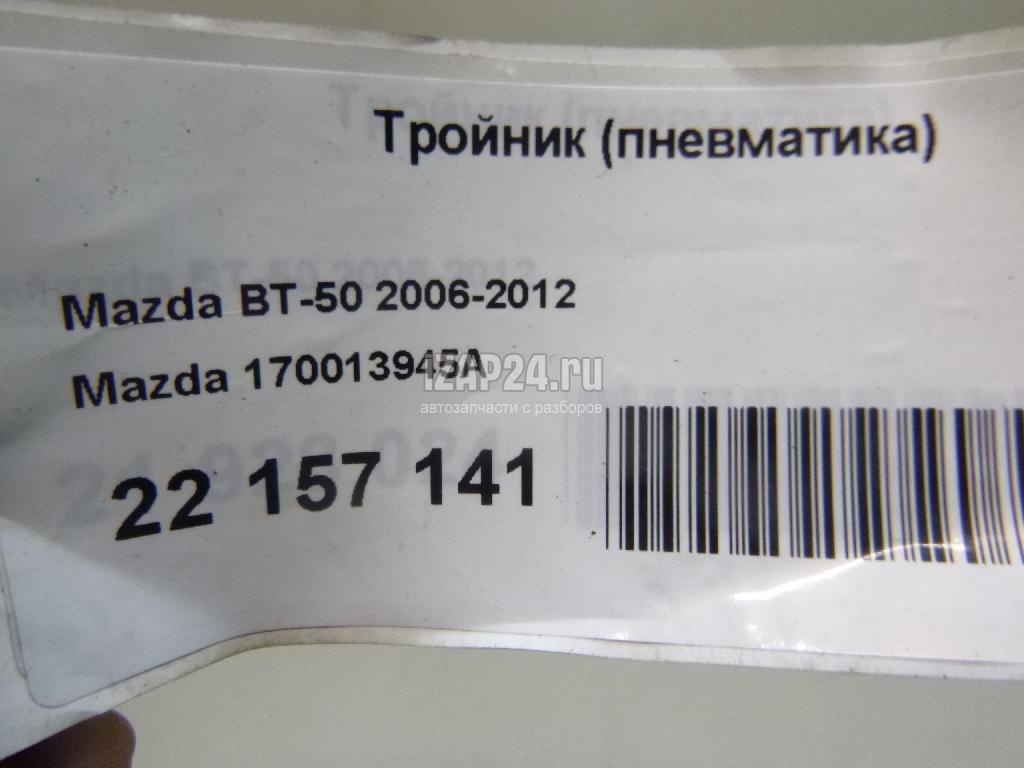 Тройник (пневматика)
Mazda BT-50 2006-2012
Mazda 170013945A
IZAP24.ru
автозапчасти с разборов
22 157 141